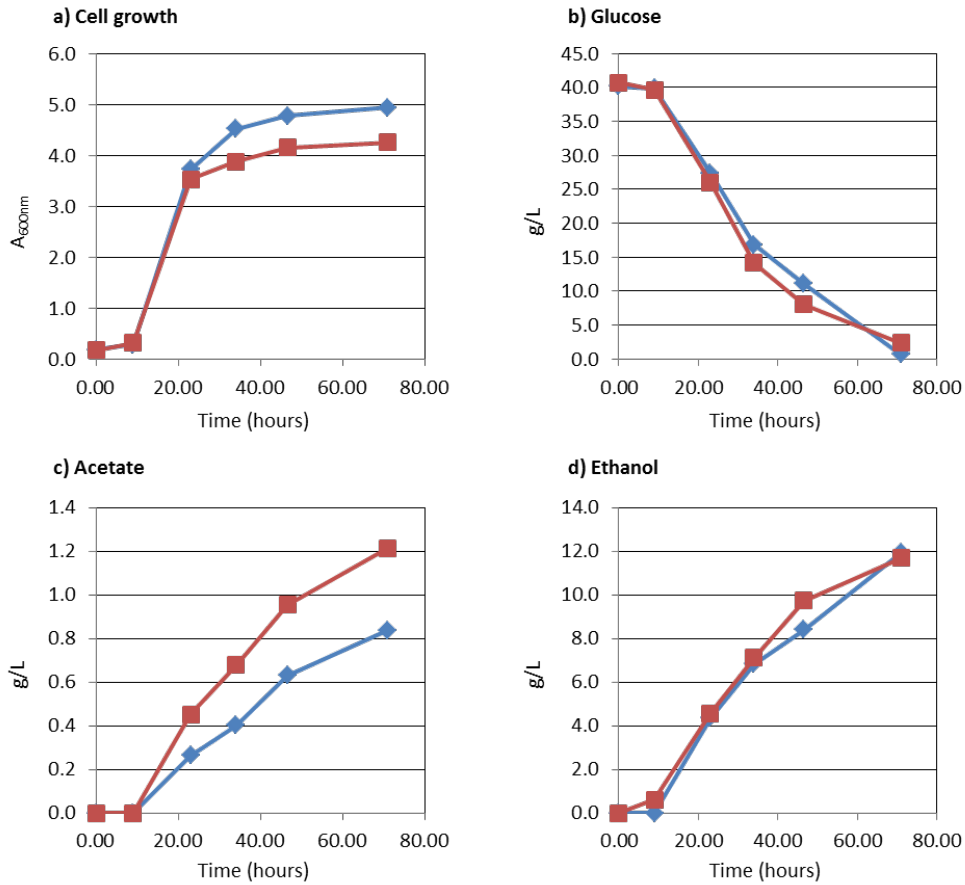 a) Cell growth
6.0
5.0
4.0
3.0
2.0
1.0
0.0
A600nm
0.00 20.00 40.00 60.00 80.00
Time (hours)
b) Glucose
45.0
40.0
35.0
30.0
25.0
20.0
15.0
10.0
5.0
0.0
g/L
0.00 20.00 40.00 60.00 80.00
Time (hours)
c) Acetate
1.4
1.2
1.0
0.8
0.6
0.4
0.2
0.0
g/L
0.00 20.00 40.00 60.00 80.00
Time (hours)
d) Ethanol
14.0
12.0
10.0
8.0
6.0
4.0
2.0
0.0
g/L
0.00 20.00 40.00 60.00 80.00
Time (hours)